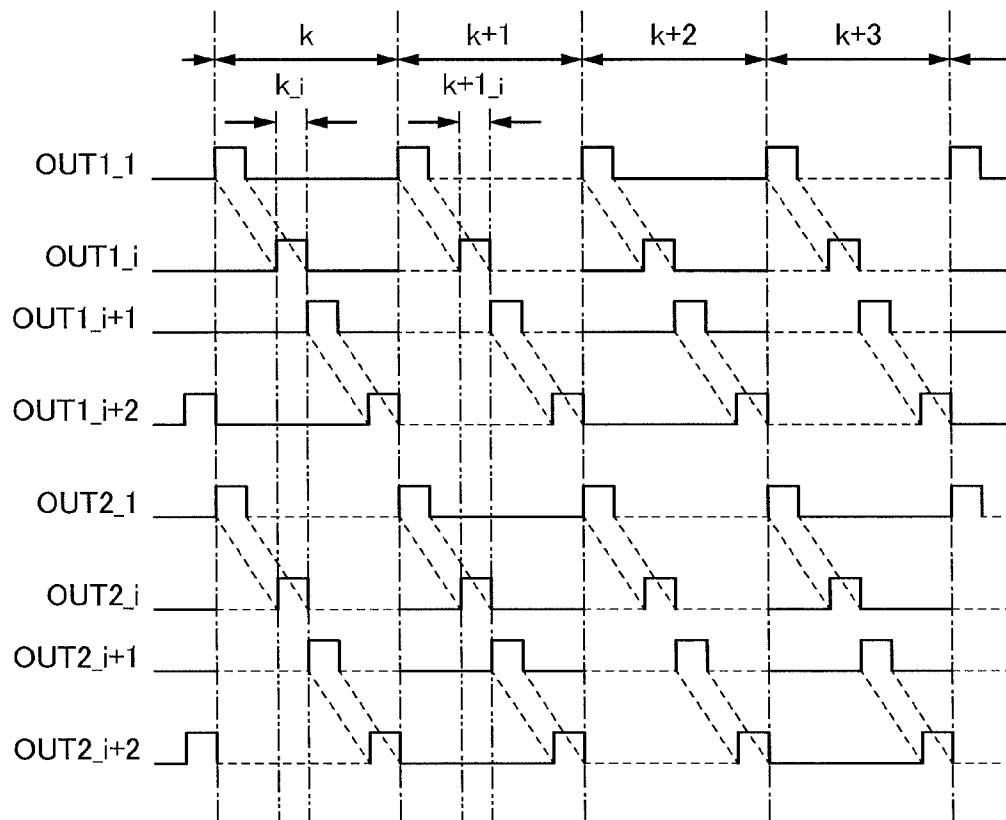 k k+1 k+2 k+3
k_i k+1_i
OUT1_1
OUT1_i
OUT1_i+1
OUT1_i+2
OUT2_1
OUT2_i
OUT2_i+1
OUT2_i+2